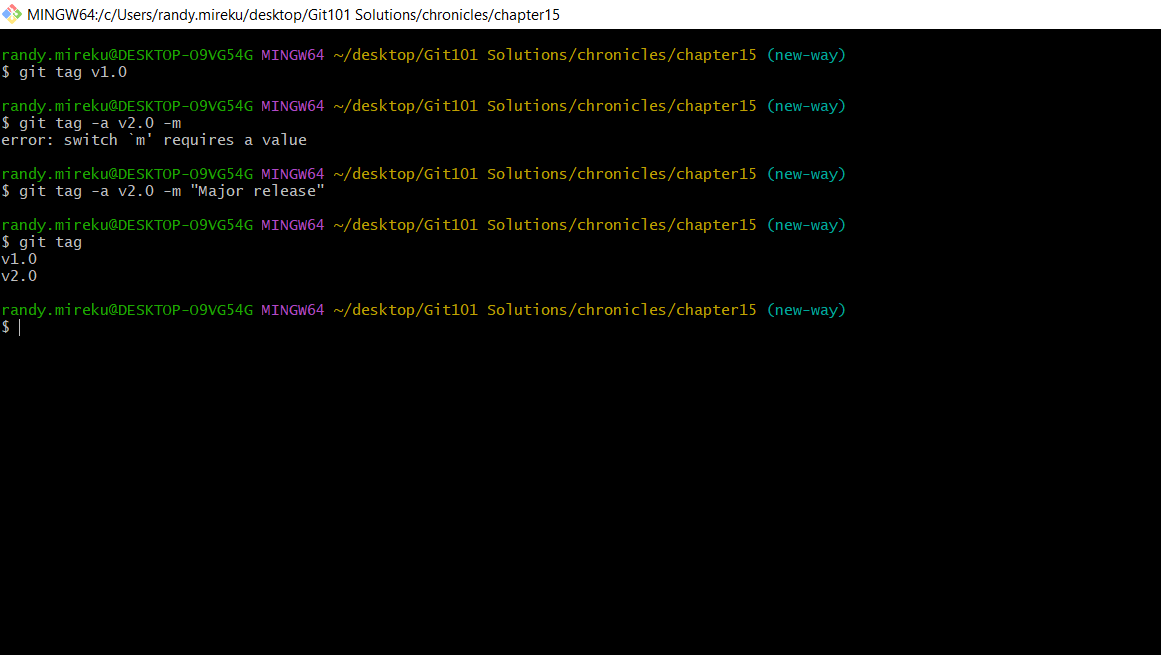 MINGW64:/c/Users/randy.mireku/desktop/Git101 Solutions/chronicles/chapter15
randy.mireku@DESKTOP-O9VG54G MINGW64 ~/desktop/Git101 Solutions/chronicles/chapter15 (new-way)
$ git tag v1.0
randy.mireku@DESKTOP-O9VG54G MINGW64 ~/desktop/Git101 Solutions/chronicles/chapter15 (new-way)
$ git tag -a v2.0 -m
error: switch `m' requires a value
randy.mireku@DESKTOP-O9VG54G MINGW64 ~/desktop/Git101 Solutions/chronicles/chapter15 (new-way)
$ git tag -a v2.0 -m "Major release"
randy.mireku@DESKTOP-O9VG54G MINGW64 ~/desktop/Git101 Solutions/chronicles/chapter15 (new-way)
$ git tag
v1.0
v2.0
randy.mireku@DESKTOP-O9VG54G MINGW64 ~/desktop/Git101 Solutions/chronicles/chapter15 (new-way)
$